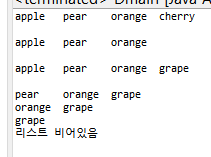 <terminated> Dmain [Java A
apple pear orange cherry
apple pear orange
apple pear orange grape
pear orange grape
orange grape
grape
리스트 비어있음